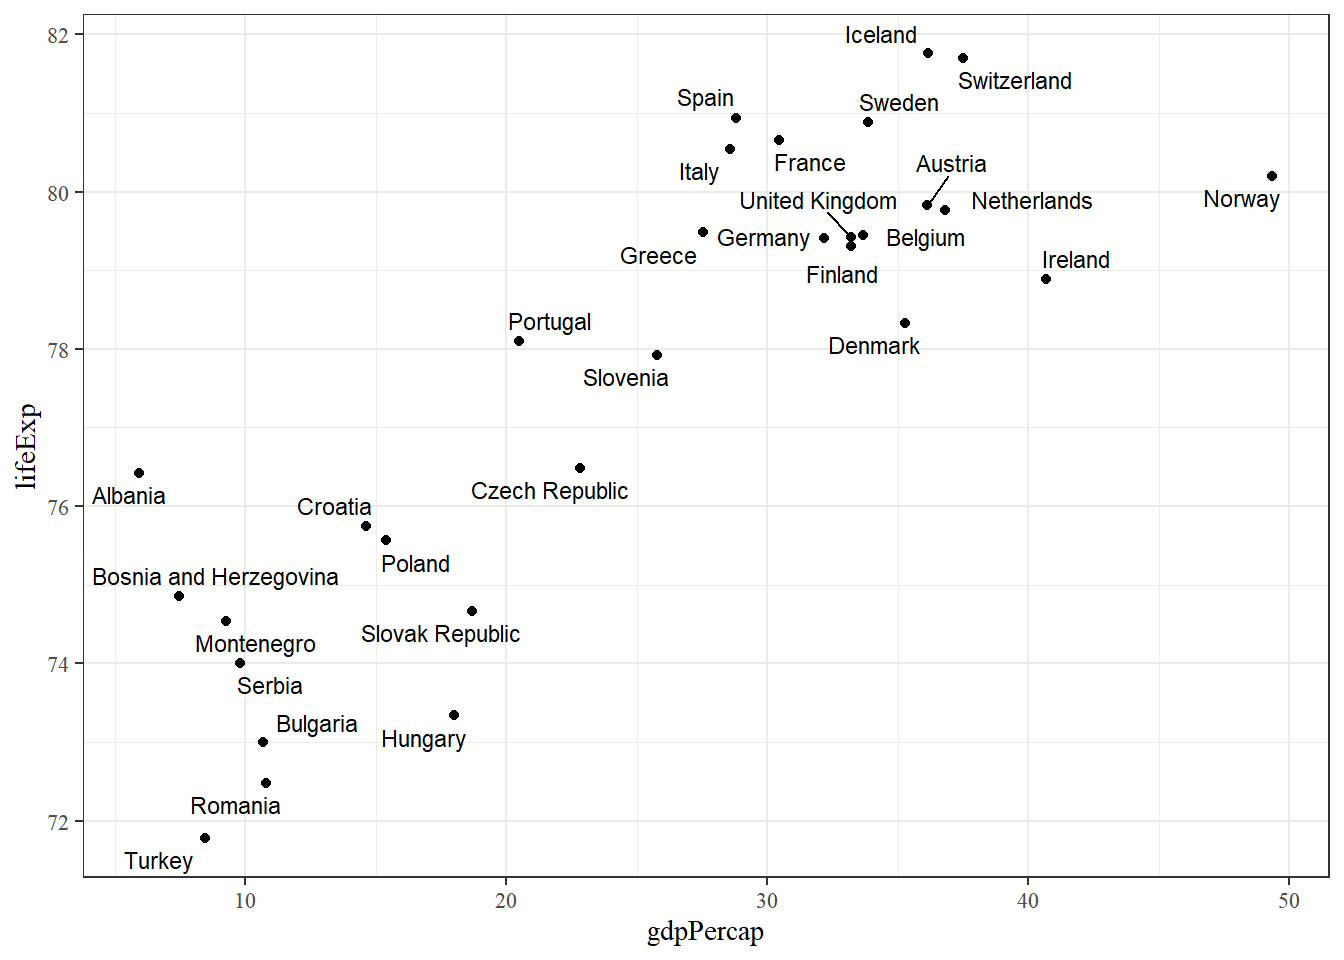 82
Iceland
Switzerland
Spain
Sweden
France
Italy
Austria
80
United Kingdom
Netherlands
Norway
Germany
Belgium
Greece
Finland
Ireland
Portugal
Denmark
78
Slovenia
lifeExp
Albania
Czech Republic
76
Croatia
Poland
Bosnia and Herzegovina
Slovak Republic
Montenegro
74
Serbia
Bulgaria
Hungary
Romania
72
Turkey
10 20 30 40 50
gdpPercap